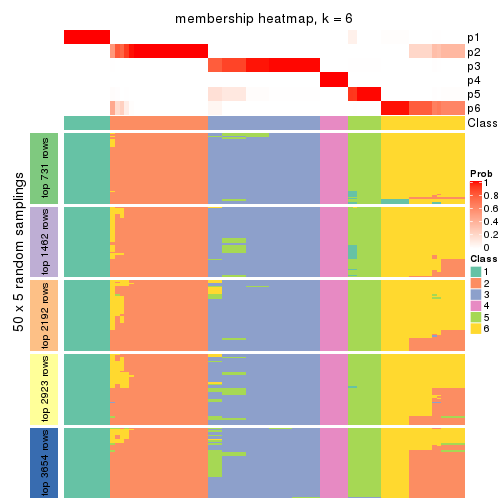 membership heatmap, k = 6
p1
p2
p3
p4
p5
p6
Class
50 x 5 random samplings
top 731 rows
top 1462 rows
top 2192 rows
top 2923 rows
top 3654 rows
Prob
1
0.8
0.6
0.4
0.2
0
Class
1
2
3
4
5
6